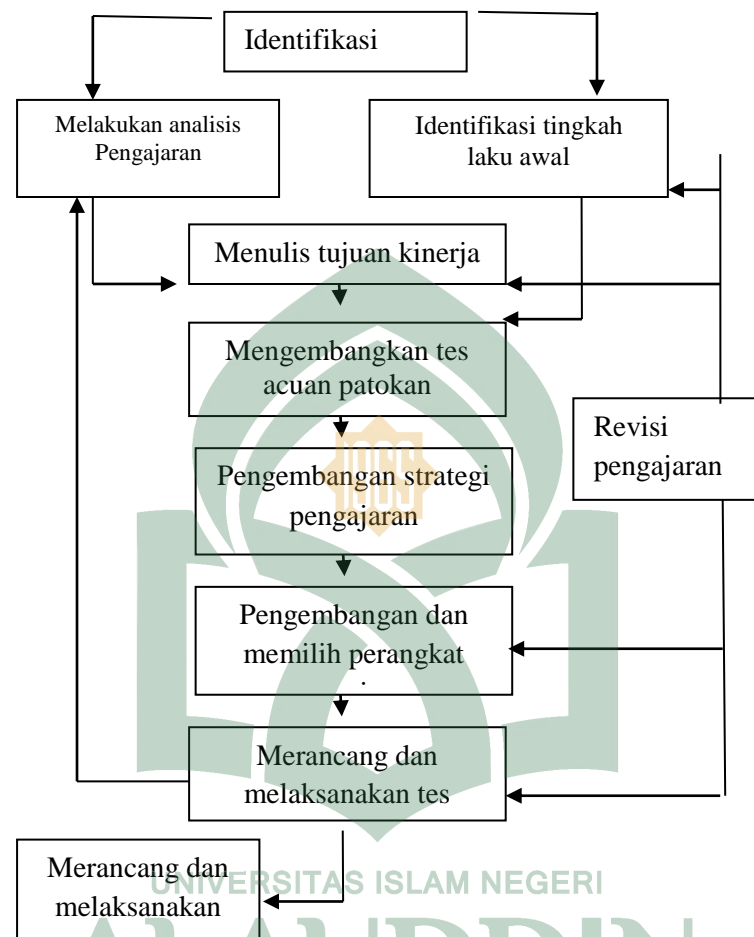 Identifikasi
Melakukan analisis
Pengajaran
Identifikasi tingkah
laku awal
Menulis tujuan kinerja
Mengembangkan tes
acuan patokan
Revisi
pengajaran
Pengembangan strategi
pengajaran
Pengembangan dan
memilih perangkat
.
Merancang dan
melaksanakan tes
Merancang dan
melaksanakan
UNIVERSITAS ISLAM NEGERI
ALAUDDIN